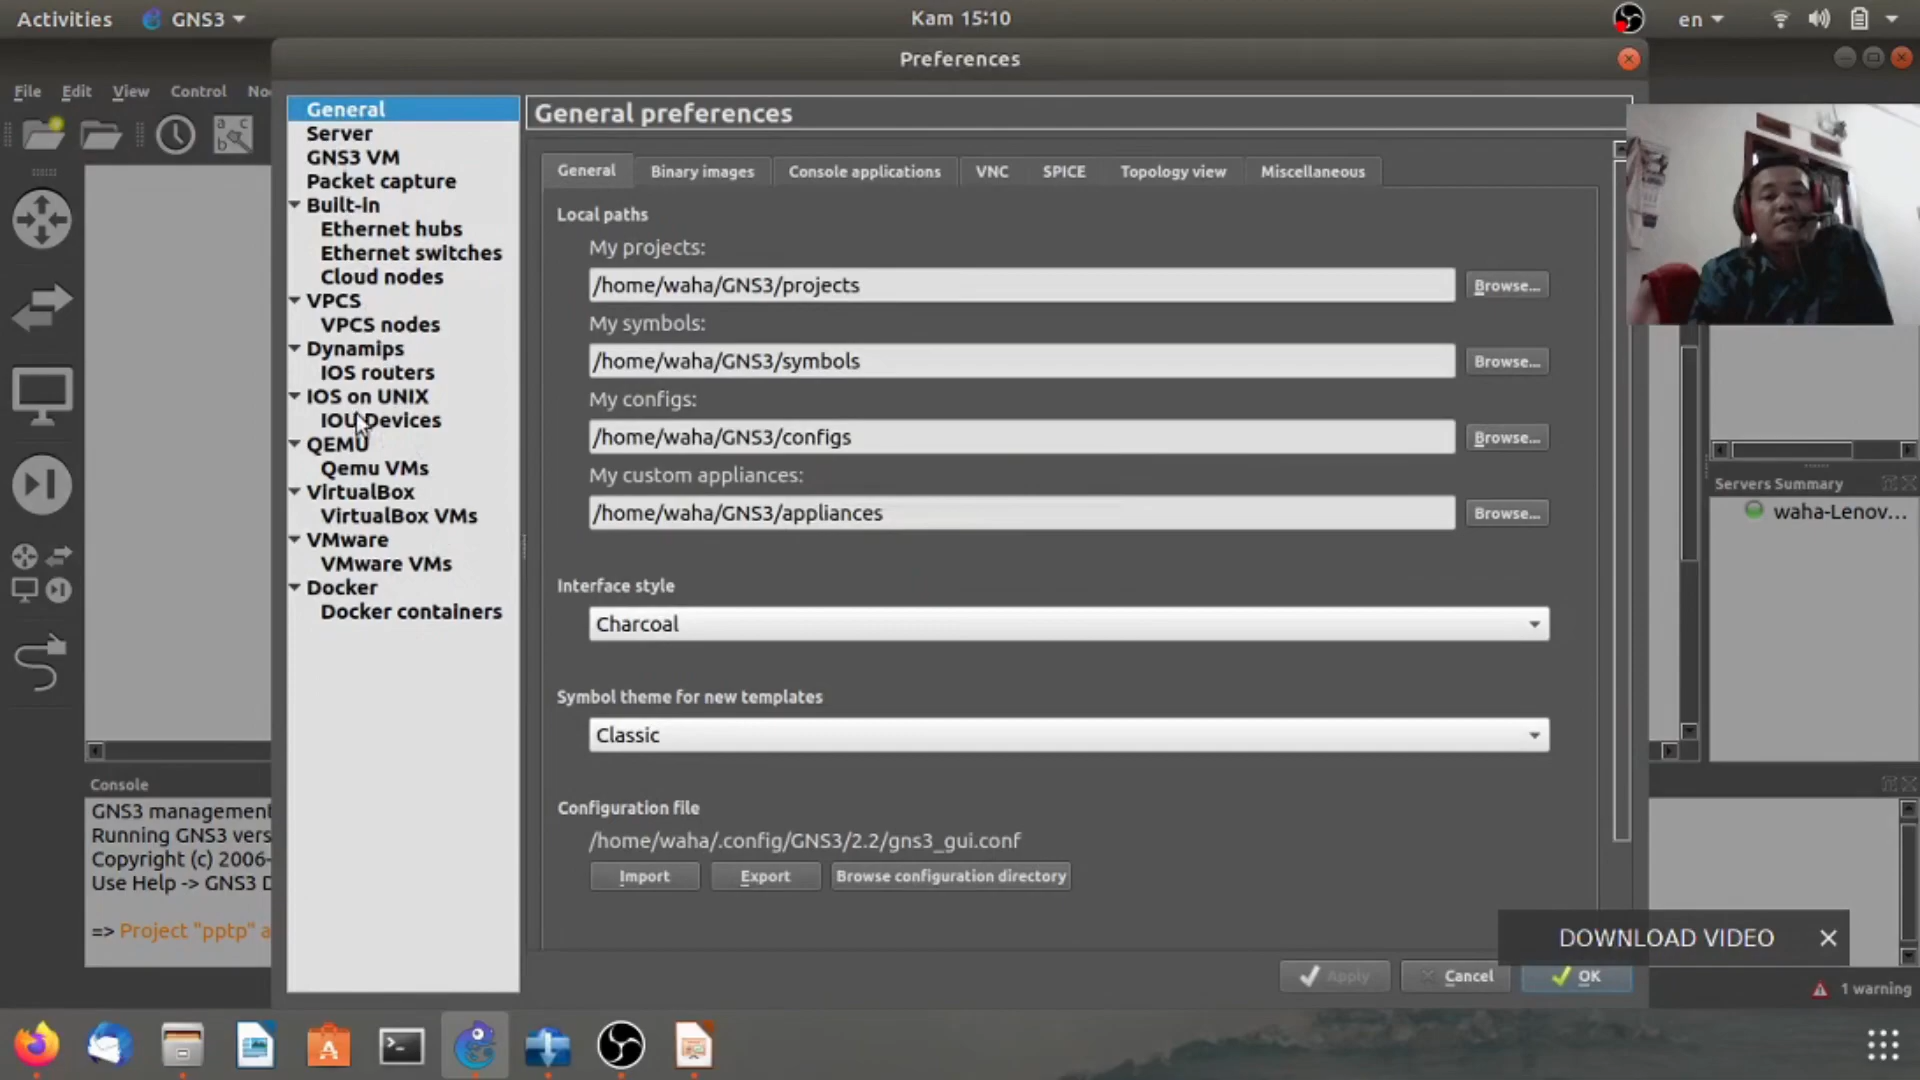 Activities
GNS3
Kam 15:10
en
Preferences
File Edit View Control No
General
Server
GNS3 VM
Packet capture
Built-in
Ethernet hubs
Ethernet switches
Cloud nodes
VPCS
VPCS nodes
Dynamips
IOS routers
IOS on UNIX
IOU Devices
QEMU
Qemu VMs
VirtualBox
VirtualBox VMs
VMware
VMware VMs
Docker
Docker containers
General preferences
General Binary images Console applications VNC SPICE Topology view Miscellaneous
Local paths
My projects:
/home/waha/GNS3/projects Browse...
My symbols:
/home/waha/GNS3/symbols Browse...
My configs:
/home/waha/GNS3/configs Browse...
My custom appliances:
/home/waha/GNS3/appliances Browse...
Interface style
Charcoal
Symbol theme for new templates
Classic
Configuration file
/home/waha/.config/GNS3/2.2/gns3_gui.conf
Import Export Browse configuration directory
Apply Cancel OK
Servers Summary
waha-Lenov...
Console
GNS3 management
Running GNS3 vers
Copyright (c) 2006-
Use Help -> GNS3 D
=> Project "pptp" a
DOWNLOAD VIDEO
1 warning